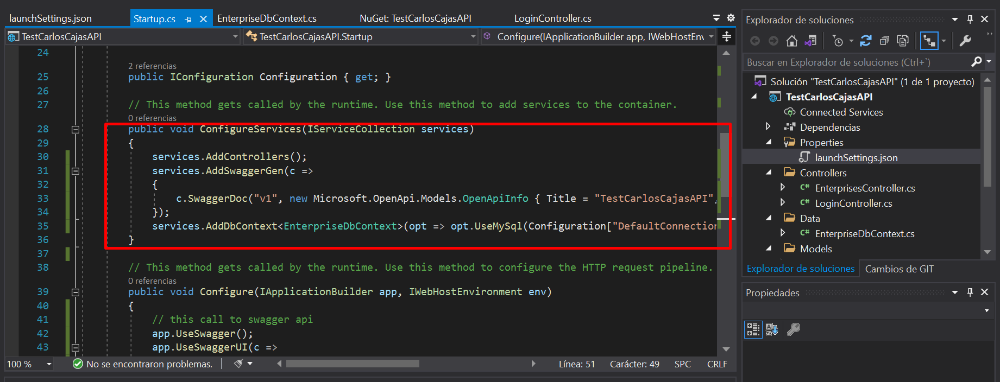 launchSettings.json
Startup.cs
EnterpriseDbContext.cs
NuGet: TestCarlosCajasAPI
LoginController.cs
TestCarlosCajasAPI
TestCarlosCajasAPI.Startup
Configure(IApplicationBuilder app, IWebHostEnv
24
2 referencias
25 public IConfiguration Configuration { get; }
26
27 // This method gets called by the runtime. Use this method to add services to the container.
0 referencias
28 public void ConfigureServices(IServiceCollection services)
29 {
30 services.AddControllers();
31 services.AddSwaggerGen(c =>
32 {
33 c.SwaggerDoc("v1", new Microsoft.OpenApi.Models.OpenApiInfo { Title = "TestCarlosCajasAPI",
34 });
35 services.AddDbContext<EnterpriseDbContext>(opt => opt.UseMySql(Configuration["DefaultConnection
36 }
37
38 // This method gets called by the runtime. Use this method to configure the HTTP request pipeline.
0 referencias
39 public void Configure(IApplicationBuilder app, IWebHostEnvironment env)
40 {
41 // this call to swagger api
42 app.UseSwagger();
43 app.UseSwaggerUI(c =>
100 %
No se encontraron problemas.
Línea: 51
Carácter: 49
SPC
CRLF
Explorador de soluciones
Buscar en Explorador de soluciones (Ctrl+`)
Solución "TestCarlosCajasAPI" (1 de 1 proyecto)
TestCarlosCajasAPI
Connected Services
Dependencias
Properties
launchSettings.json
Controllers
C# EnterprisesController.cs
C# LoginController.cs
Data
C# EnterpriseDbContext.cs
Models
Explorador de soluciones
Cambios de GIT
Propiedades